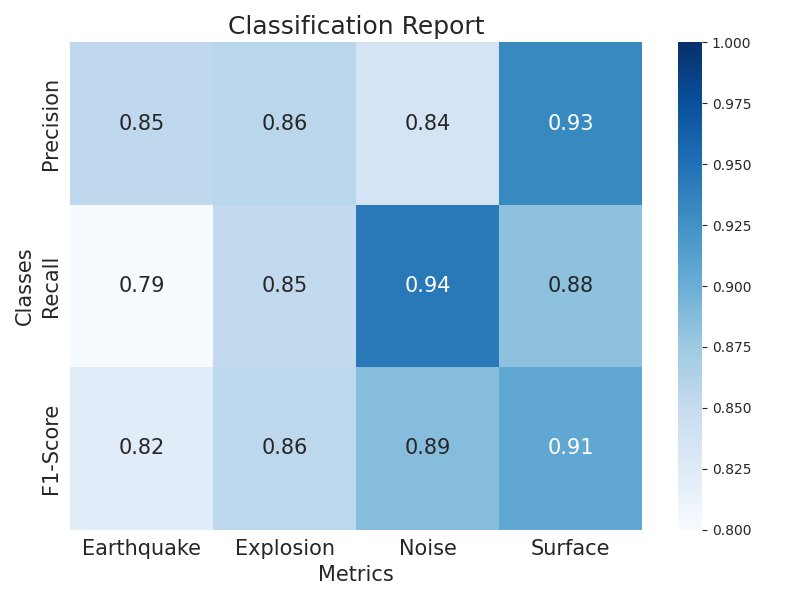 Classification Report
Classes
Precision
0.85 0.86 0.84 0.93
Recall
0.79 0.85 0.94 0.88
F1-Score
0.82 0.86 0.89 0.91
Earthquake Explosion Noise Surface
Metrics
1.000
0.975
0.950
0.925
0.900
0.875
0.850
0.825
0.800